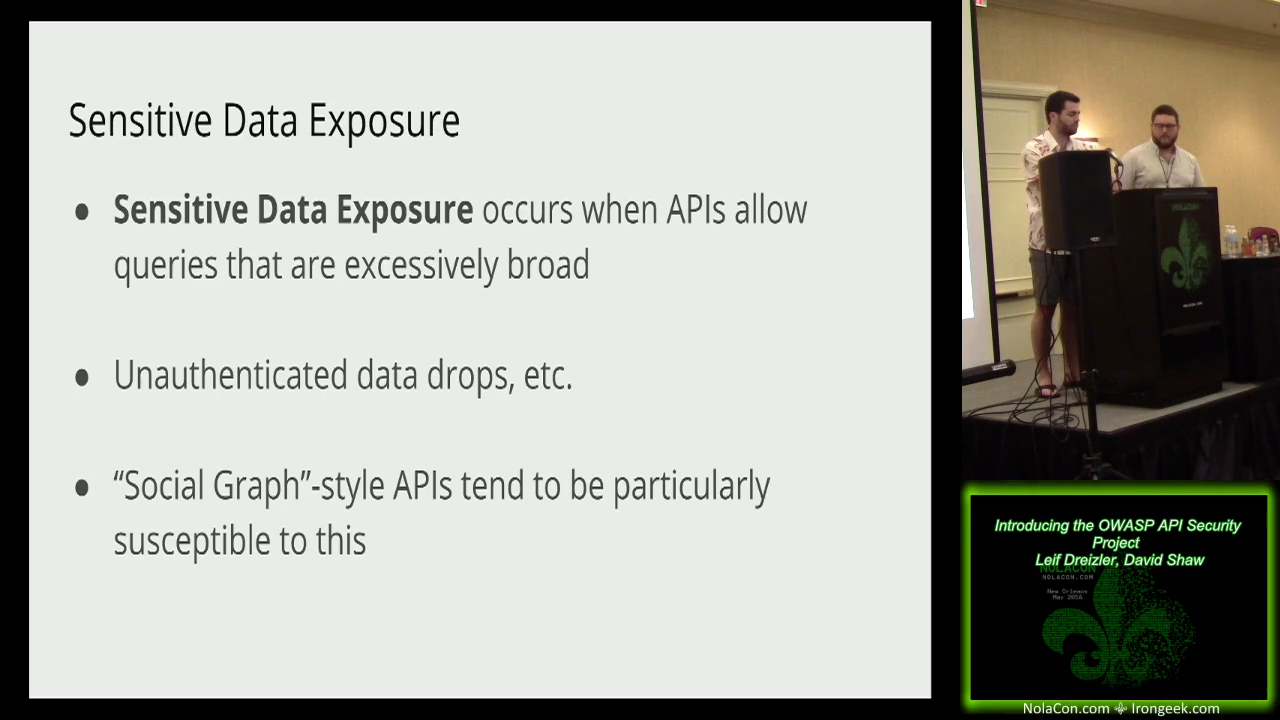 Sensitive Data Exposure
● Sensitive Data Exposure occurs when APIs allow
queries that are excessively broad
● Unauthenticated data drops, etc.
● “Social Graph”-style APIs tend to be particularly
susceptible to this
NOLACON
Introducing the OWASP API Security
Project
Leif Dreizler, David Shaw
NOLACON
NOLACON.COM
New Orleans
May 2016
NolaCon.com ⚜ Irongeek.com